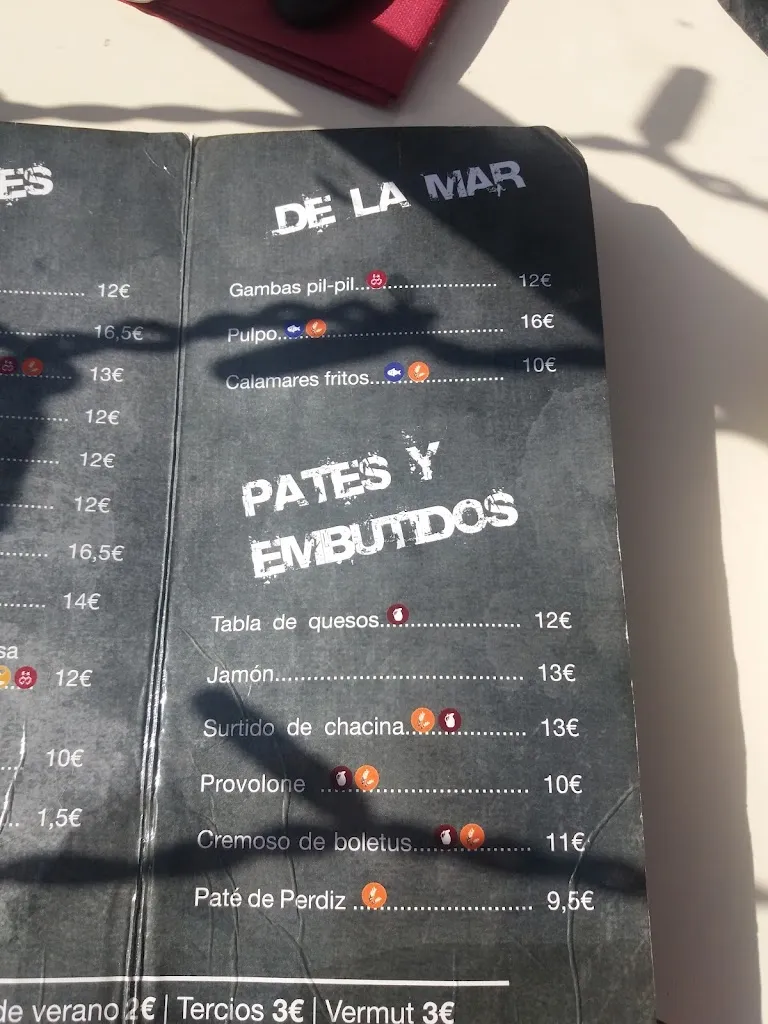 ES
12€
16,5€
13€
12€
12€
12€
16,5€
14€
sa
12€
10€
1,5€
DE LA MAR
Gambas pil-pil 12€
Pulpo 16€
Calamares fritos 10€
PATES Y
EMBUTIDOS
Tabla de quesos 12€
Jamón 13€
Surtido de chacina 13€
Provolone 10€
Cremoso de boletus 11€
Paté de Perdiz 9,5€
de verano 2€ | Tercios 3€ | Vermut 3€